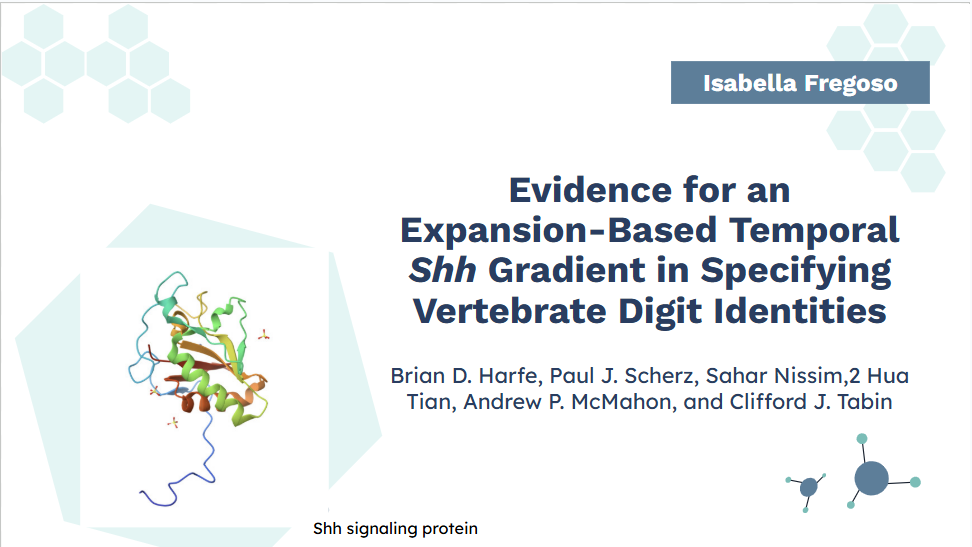 Isabella Fregoso
Evidence for an
Expansion-Based Temporal
Shh Gradient in Specifying
Vertebrate Digit Identities
Brian D. Harfe, Paul J. Scherz, Sahar Nissim,2 Hua
Tian, Andrew P. McMahon, and Clifford J. Tabin
Shh signaling protein